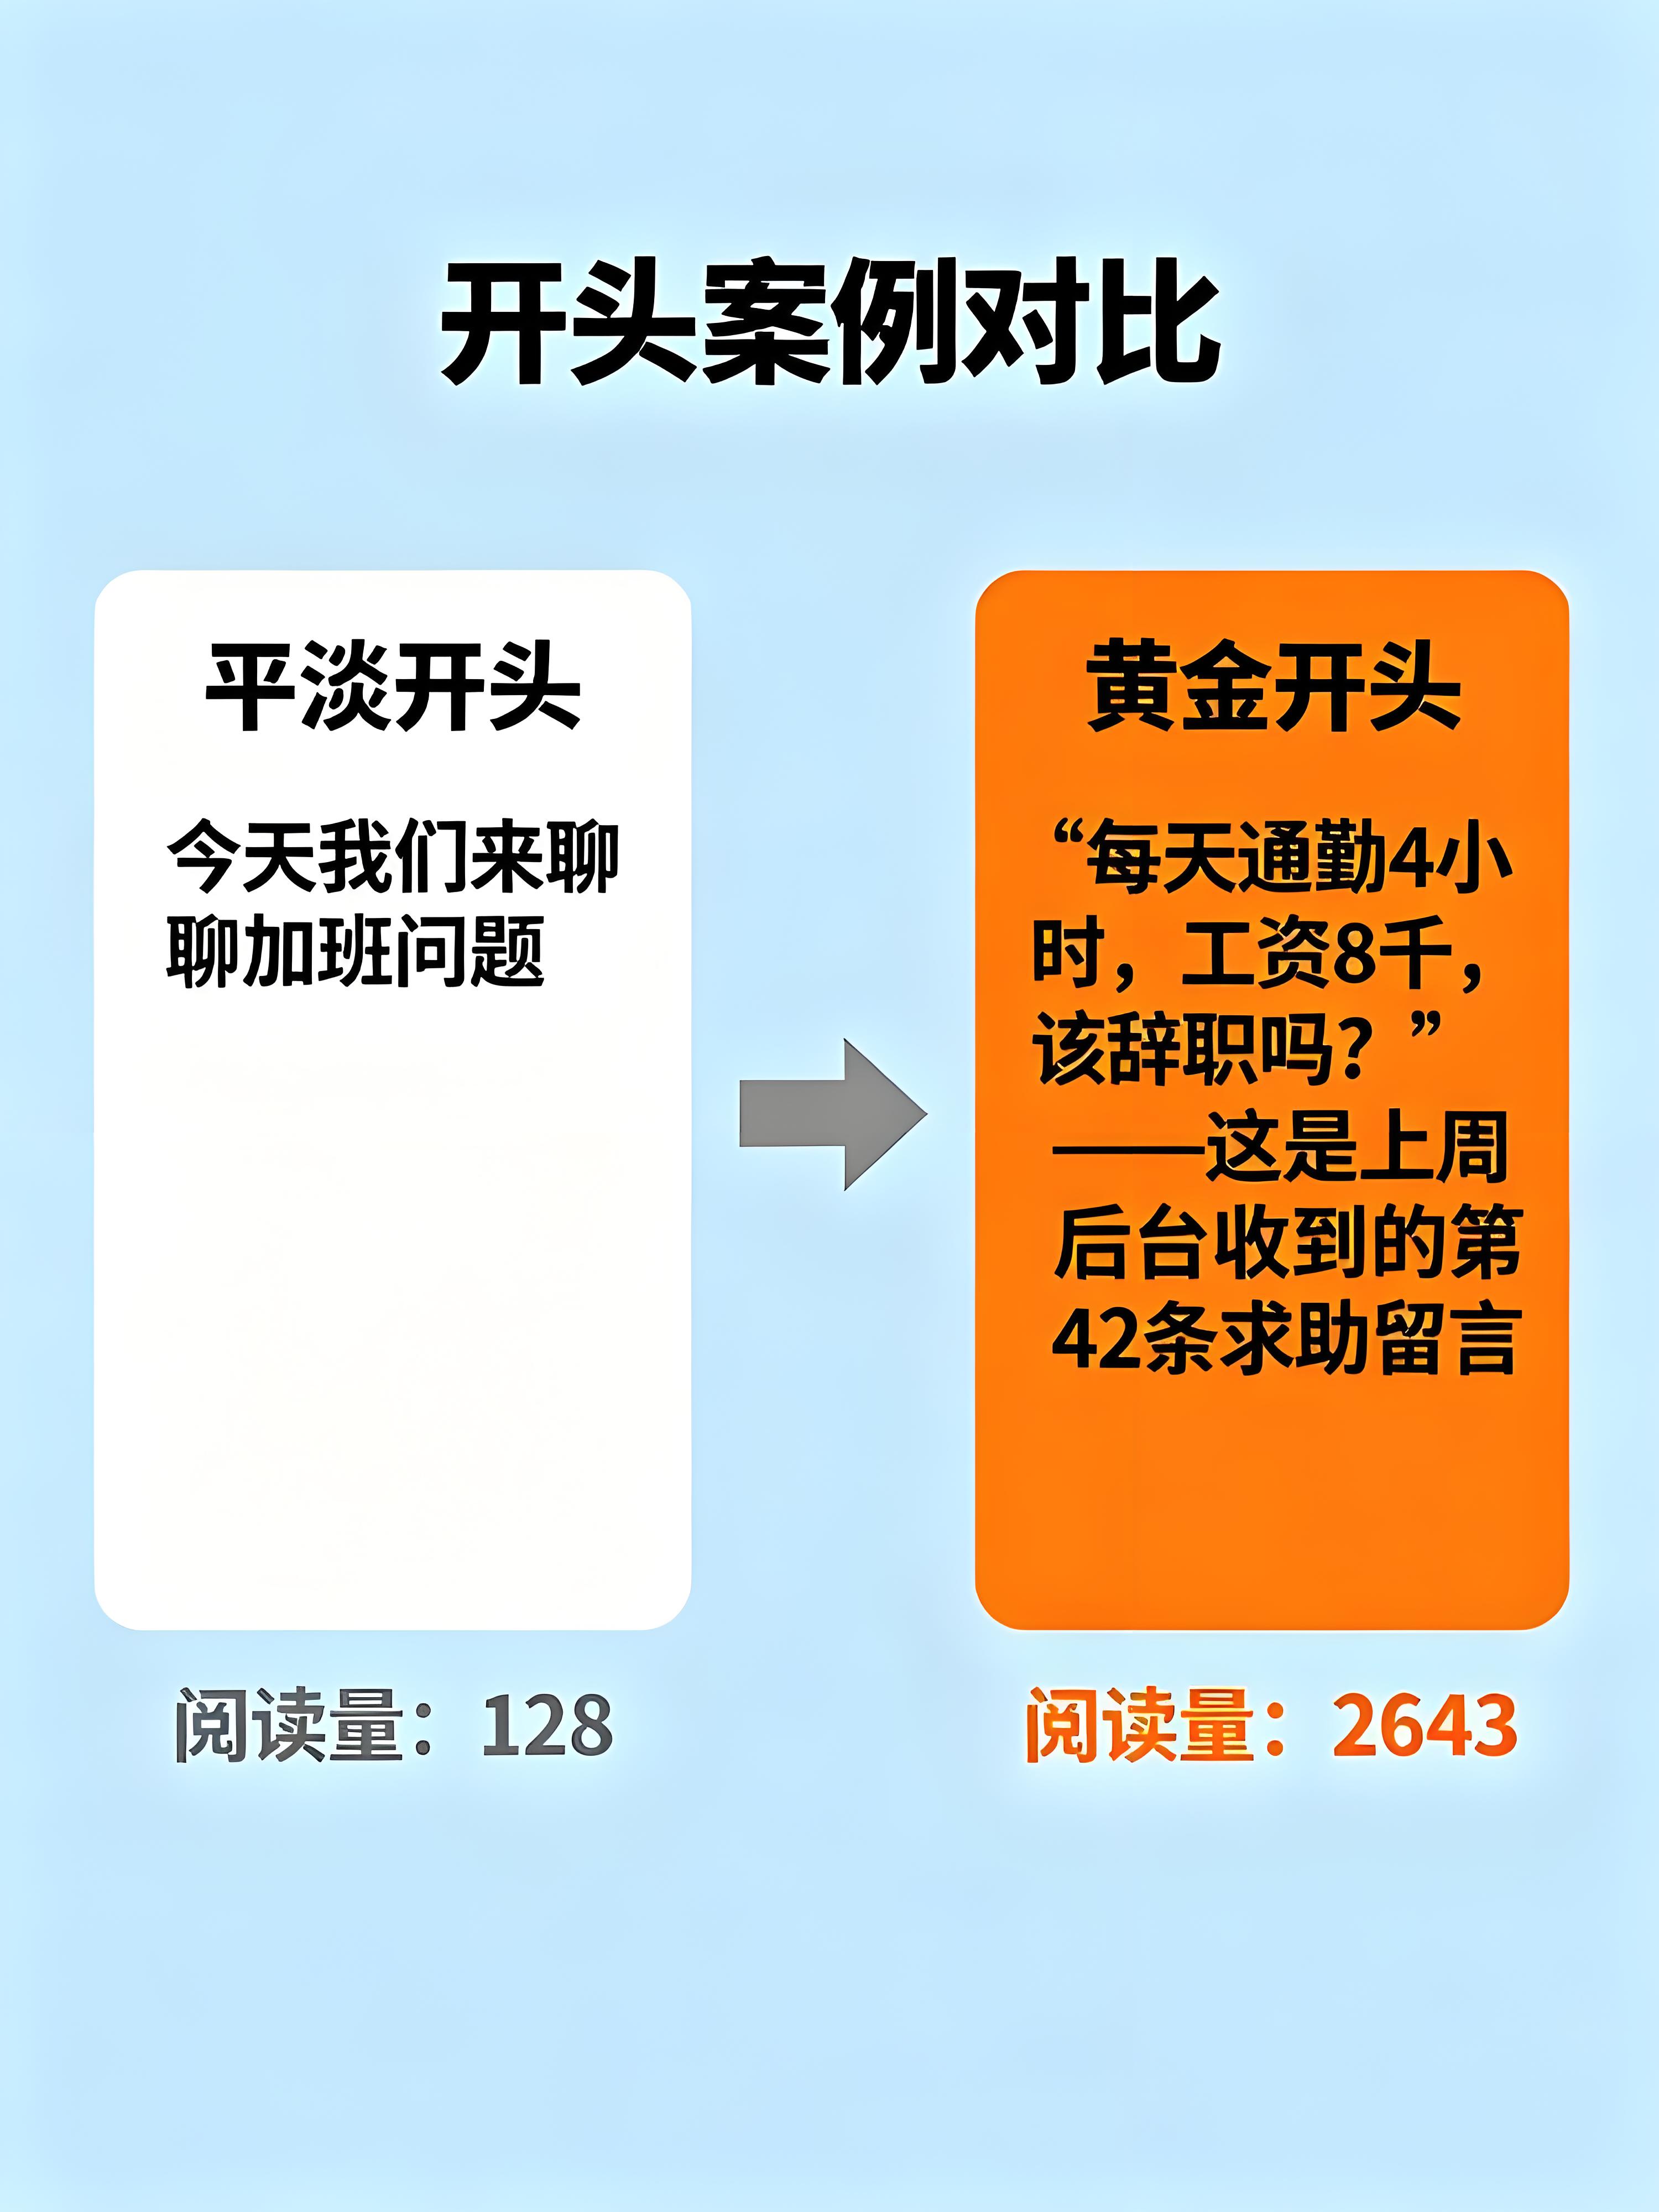 开头案例对比
平淡开头
今天我们来聊
聊加班问题
阅读量：128
黄金开头
“每天通勤4小
时，工资8千，
该辞职吗？”
——这是上周
后台收到的第
42条求助留言
阅读量：2643